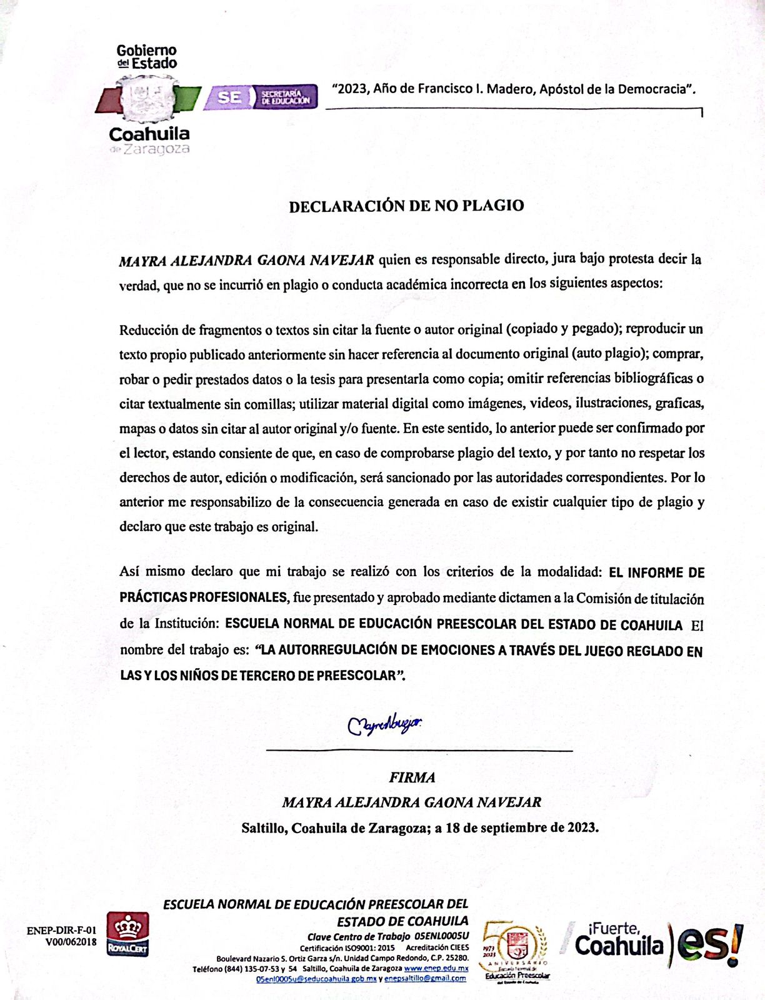 Gobierno
del Estado
SE SECRETARÍA
DE EDUCACIÓN
"2023, Año de Francisco I. Madero, Apóstol de la Democracia".
Coahuila
de Zaragoza
DECLARACIÓN DE NO PLAGIO
MAYRA ALEJANDRA GAONA NAVEJAR quien es responsable directo, jura bajo protesta decir la
verdad, que no se incurrió en plagio o conducta académica incorrecta en los siguientes aspectos:
Reducción de fragmentos o textos sin citar la fuente o autor original (copiado y pegado); reproducir un
texto propio publicado anteriormente sin hacer referencia al documento original (auto plagio); comprar,
robar o pedir prestados datos o la tesis para presentarla como copia; omitir referencias bibliográficas o
citar textualmente sin comillas; utilizar material digital como imágenes, videos, ilustraciones, graficas,
mapas o datos sin citar al autor original y/o fuente. En este sentido, lo anterior puede ser confirmado por
el lector, estando consiente de que, en caso de comprobarse plagio del texto, y por tanto no respetar los
derechos de autor, edición o modificación, será sancionado por las autoridades correspondientes. Por lo
anterior me responsabilizo de la consecuencia generada en caso de existir cualquier tipo de plagio y
declaro que este trabajo es original.
Así mismo declaro que mi trabajo se realizó con los criterios de la modalidad: EL INFORME DE
PRÁCTICAS PROFESIONALES, fue presentado y aprobado mediante dictamen a la Comisión de titulación
de la Institución: ESCUELA NORMAL DE EDUCACIÓN PREESCOLAR DEL ESTADO DE COAHUILA El
nombre del trabajo es: "LA AUTORREGULACIÓN DE EMOCIONES A TRAVÉS DEL JUEGO REGLADO EN
LAS Y LOS NIÑOS DE TERCERO DE PREESCOLAR".
FIRMA
MAYRA ALEJANDRA GAONA NAVEJAR
Saltillo, Coahuila de Zaragoza; a 18 de septiembre de 2023.
ENEP-DIR-F-01
V00/062018
ROYALCERT
ESCUELA NORMAL DE EDUCACIÓN PREESCOLAR DEL
ESTADO DE COAHUILA
Clave Centro de Trabajo 05ENL0005U
Certificación ISO9001: 2015 Acreditación CIEES
Boulevard Nazario S. Ortiz Garza s/n. Unidad Campo Redondo, C.P. 25280.
Teléfono (844) 135-07-53 y 54 Saltillo, Coahuila de Zaragoza www.enep.edu.mx
05enl0005u@seducoahuila.gob.mx y enepsaltillo@gmail.com
50
1973
2023
ANIVERSARIO
Escuela Normal de
Educación Preescolar
del Estado de Coahuila
¡Fuerte,
Coahuila es!